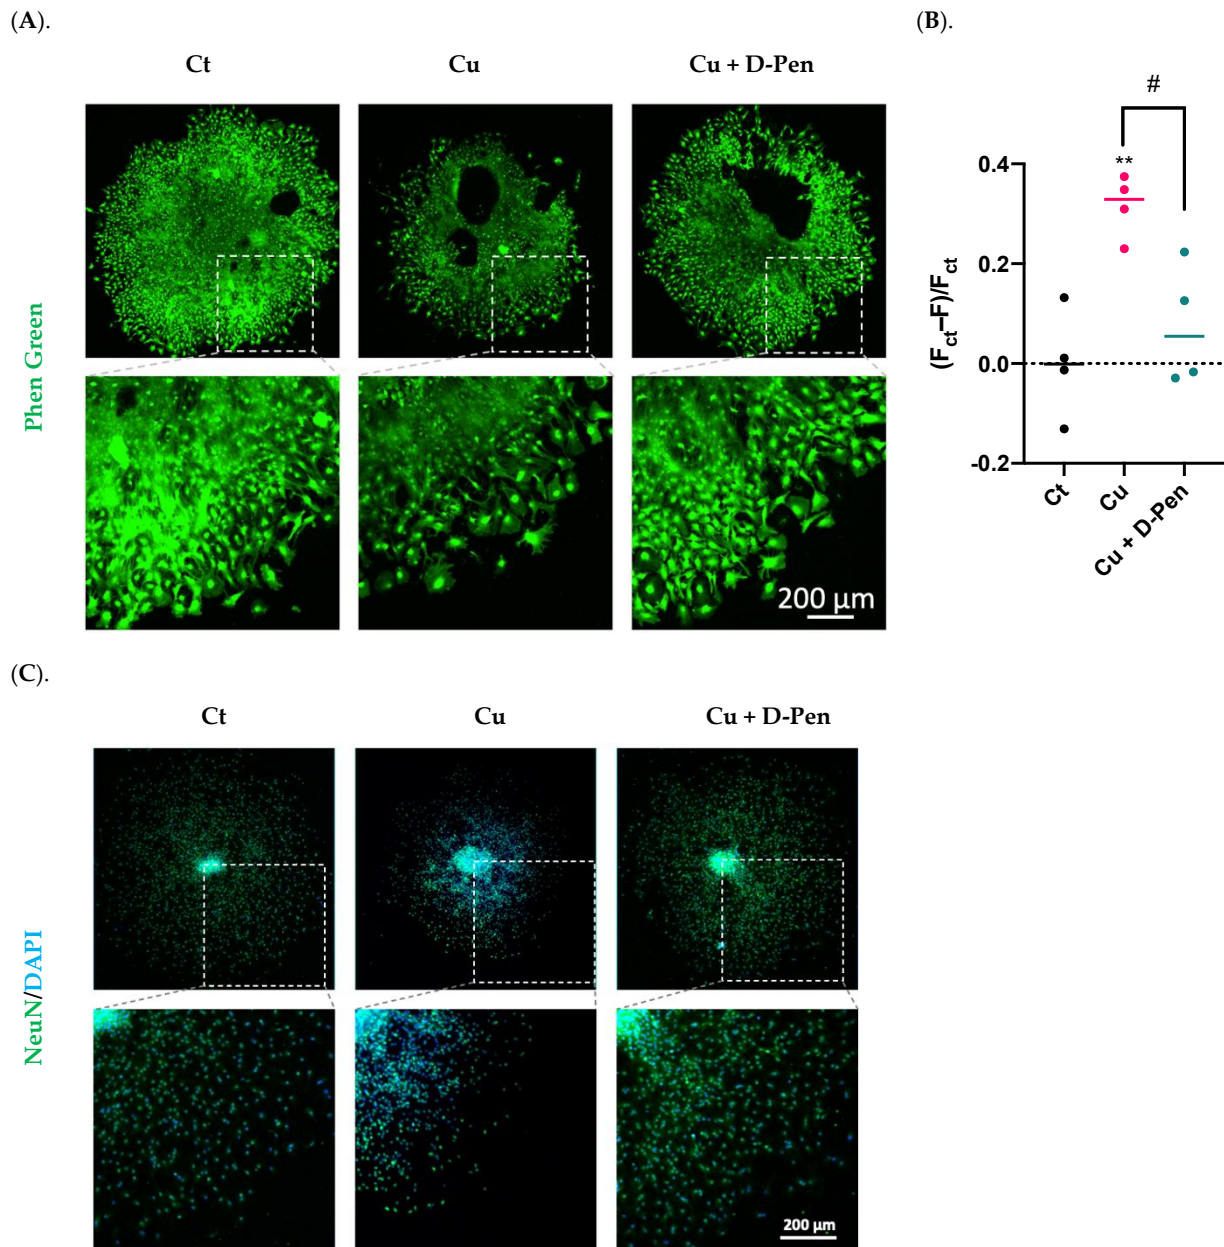 (A).
Ct Cu Cu + D-Pen
Phen Green
200 µm
(B).
#
**
(Fct–F)/Fct
0.4
0.2
0.0
-0.2
Ct Cu Cu + D-Pen
(C).
Ct Cu Cu + D-Pen
NeuN/DAPI
200 µm